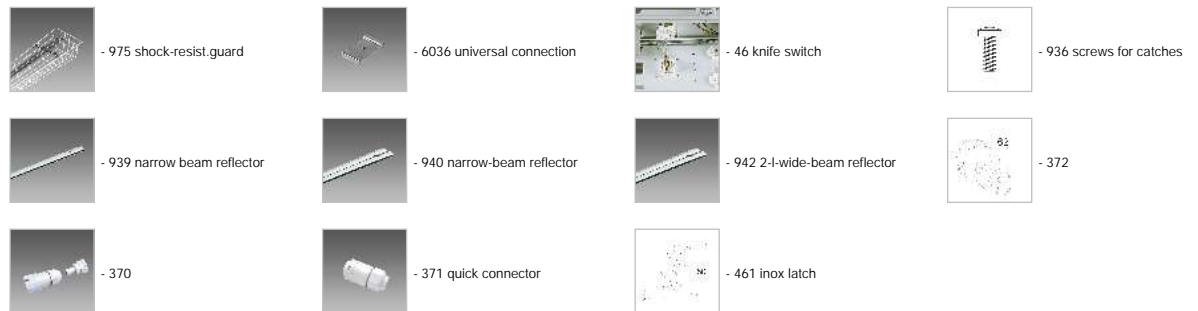 - 975 shock-resist.guard
- 6036 universal connection
- 46 knife switch
- 936 screws for catches
- 939 narrow beam reflector
- 940 narrow-beam reflector
- 942 2-l-wide-beam reflector
- 372
- 370
- 371 quick connector
- 461 inox latch